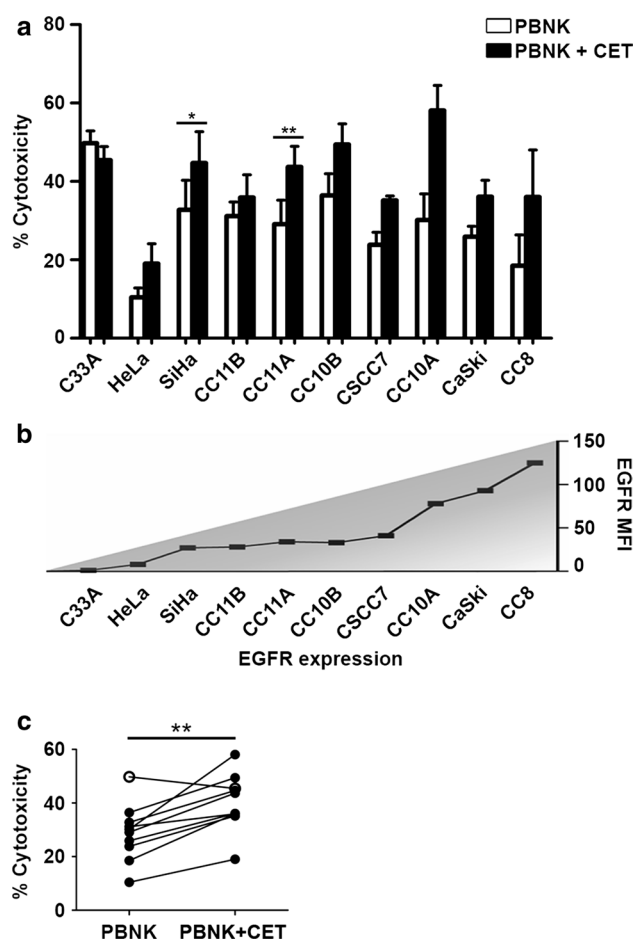 a
80
60
40
20
0
% Cytotoxicity
PBNK
PBNK + CET
*
**
C33A
HeLa
SiHa
CC11B
CC11A
CC10B
CSCC7
CC10A
CaSki
CC8
b
150
100
50
0
EGFR MFI
C33A
HeLa
SiHa
CC11B
CC11A
CC10B
CSCC7
CC10A
CaSki
CC8
EGFR expression
c
**
60
40
20
0
% Cytotoxicity
PBNK
PBNK+CET